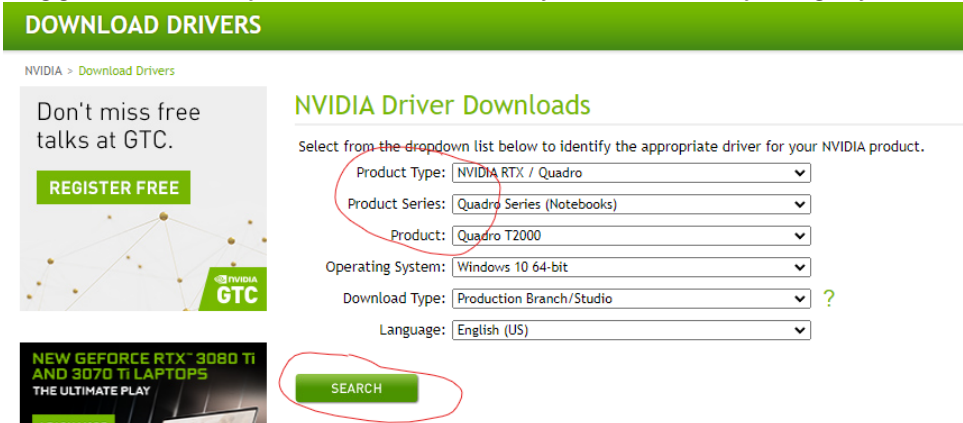 DOWNLOAD DRIVERS
NVIDIA > Download Drivers
Don't miss free
talks at GTC.
REGISTER FREE
NVIDIA
GTC
NEW GEFORCE RTX™ 3080 Ti
AND 3070 Ti LAPTOPS
THE ULTIMATE PLAY
NVIDIA Driver Downloads
Select from the dropdown list below to identify the appropriate driver for your NVIDIA product.
Product Type: NVIDIA RTX / Quadro
Product Series: Quadro Series (Notebooks)
Product: Quadro T2000
Operating System: Windows 10 64-bit
Download Type: Production Branch/Studio ?
Language: English (US)
SEARCH